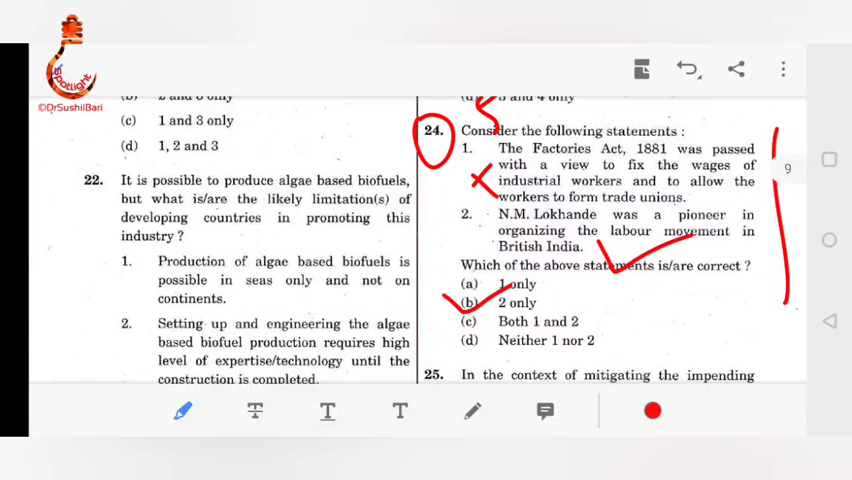 Spotlight
©DrSushilBari
(c) 1 and 3 only
(d) 1, 2 and 3
22. It is possible to produce algae based biofuels,
but what is/are the likely limitation(s) of
developing countries in promoting this
industry ?
1. Production of algae based biofuels is
possible in seas only and not on
continents.
2. Setting up and engineering the algae
based biofuel production requires high
level of expertise/technology until the
construction is completed.
(d) 3 and 4 only
24. Consider the following statements :
1. The Factories Act, 1881 was passed
with a view to fix the wages of
industrial workers and to allow the
workers to form trade unions.
2. N.M. Lokhande was a pioneer in
organizing the labour movement in
British India.
Which of the above statements is/are correct ?
(a) 1 only
(b) 2 only
(c) Both 1 and 2
(d) Neither 1 nor 2
25. In the context of mitigating the impending
9
T T T